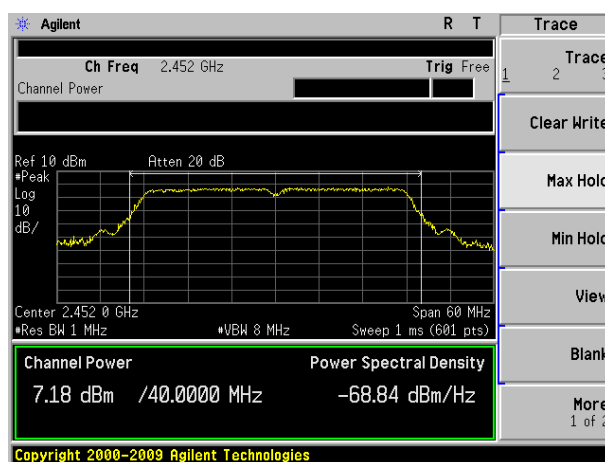 Agilent R T Trace
Ch Freq 2.452 GHz Trig Free
Channel Power
Trace
1 2 3
Clear Write
Max Hold
Min Hold
View
Blank
More
1 of 2
Ref 10 dBm Atten 20 dB
#Peak
Log
10
dB/
Center 2.452 0 GHz Span 60 MHz
#Res BW 1 MHz #VBW 8 MHz Sweep 1 ms (601 pts)
Channel Power Power Spectral Density
7.18 dBm /40.0000 MHz -68.84 dBm/Hz
Copyright 2000-2009 Agilent Technologies